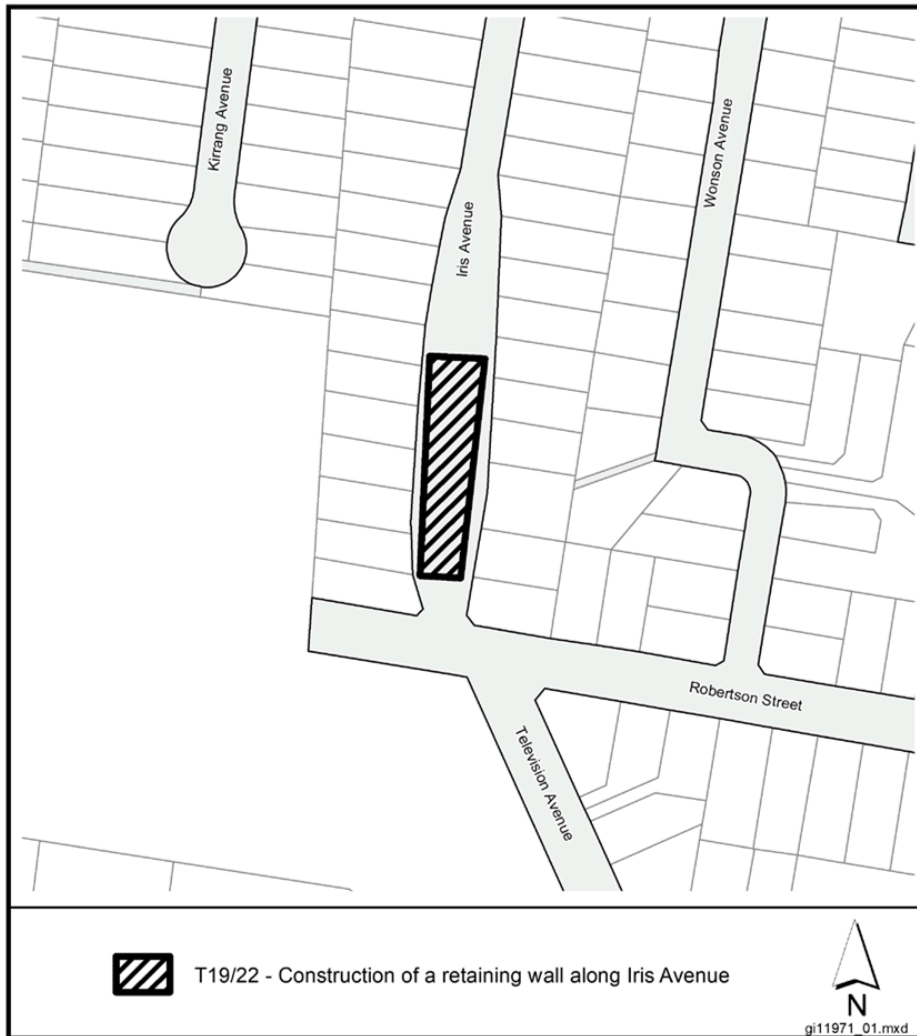 Kirrang Avenue
Iris Avenue
Wonson Avenue
Robertson Street
Television Avenue
T19/22 - Construction of a retaining wall along Iris Avenue
N
gi11971_01.mxd